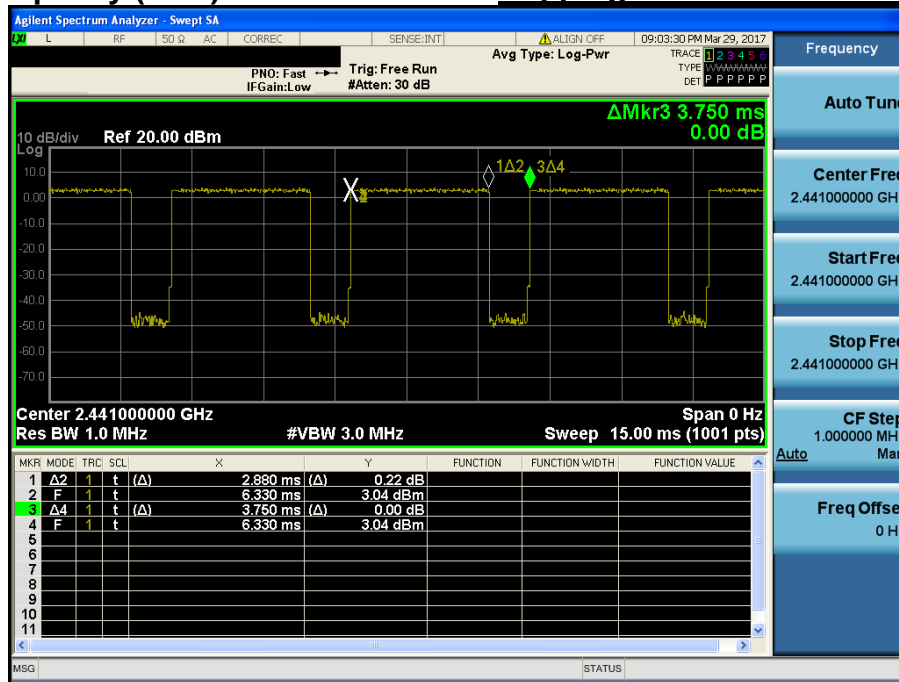 Agilent Spectrum Analyzer - Swept SA
LXI L RF 50 Ω AC CORREC SENSE:INT ALIGN OFF 09:03:30 PM Mar 29, 2017
Avg Type: Log-Pwr TRACE 1 2 3 4 5 6
PNO: Fast Trig: Free Run TYPE WWWWWW
IFGain:Low #Atten: 30 dB DET P P P P P P
ΔMkr3 3.750 ms
0.00 dB
10 dB/div Ref 20.00 dBm
Log
10.0
0.00
-10.0
-20.0
-30.0
-40.0
-50.0
-60.0
-70.0
1Δ2 3Δ4
X
Center 2.441000000 GHz Span 0 Hz
Res BW 1.0 MHz #VBW 3.0 MHz Sweep 15.00 ms (1001 pts)
MKR MODE TRC SCL X Y FUNCTION FUNCTION WIDTH FUNCTION VALUE
1 Δ2 1 t (Δ) 2.880 ms (Δ) 0.22 dB
2 F 1 t 6.330 ms 3.04 dBm
3 Δ4 1 t (Δ) 3.750 ms (Δ) 0.00 dB
4 F 1 t 6.330 ms 3.04 dBm
5
6
7
8
9
10
11
MSG STATUS
Frequency
Auto Tune
Center Fre
2.441000000 GH
Start Fre
2.441000000 GH
Stop Fre
2.441000000 GH
CF Step
1.000000 MH
Auto Ma
Freq Offse
0 H